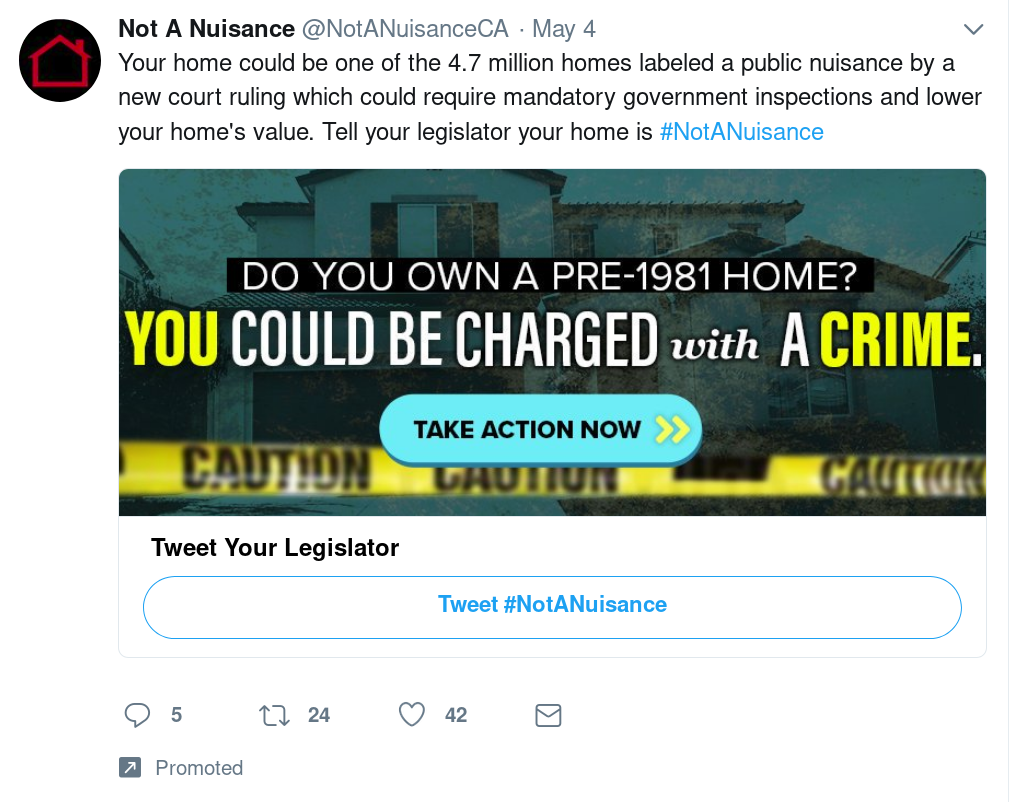 Not A Nuisance @NotANuisanceCA · May 4
Your home could be one of the 4.7 million homes labeled a public nuisance by a
new court ruling which could require mandatory government inspections and lower
your home's value. Tell your legislator your home is #NotANuisance
DO YOU OWN A PRE-1981 HOME?
YOU COULD BE CHARGED with A CRIME.
TAKE ACTION NOW
CAUTION CAUTION CAUTION
Tweet Your Legislator
Tweet #NotANuisance
5 24 42
Promoted